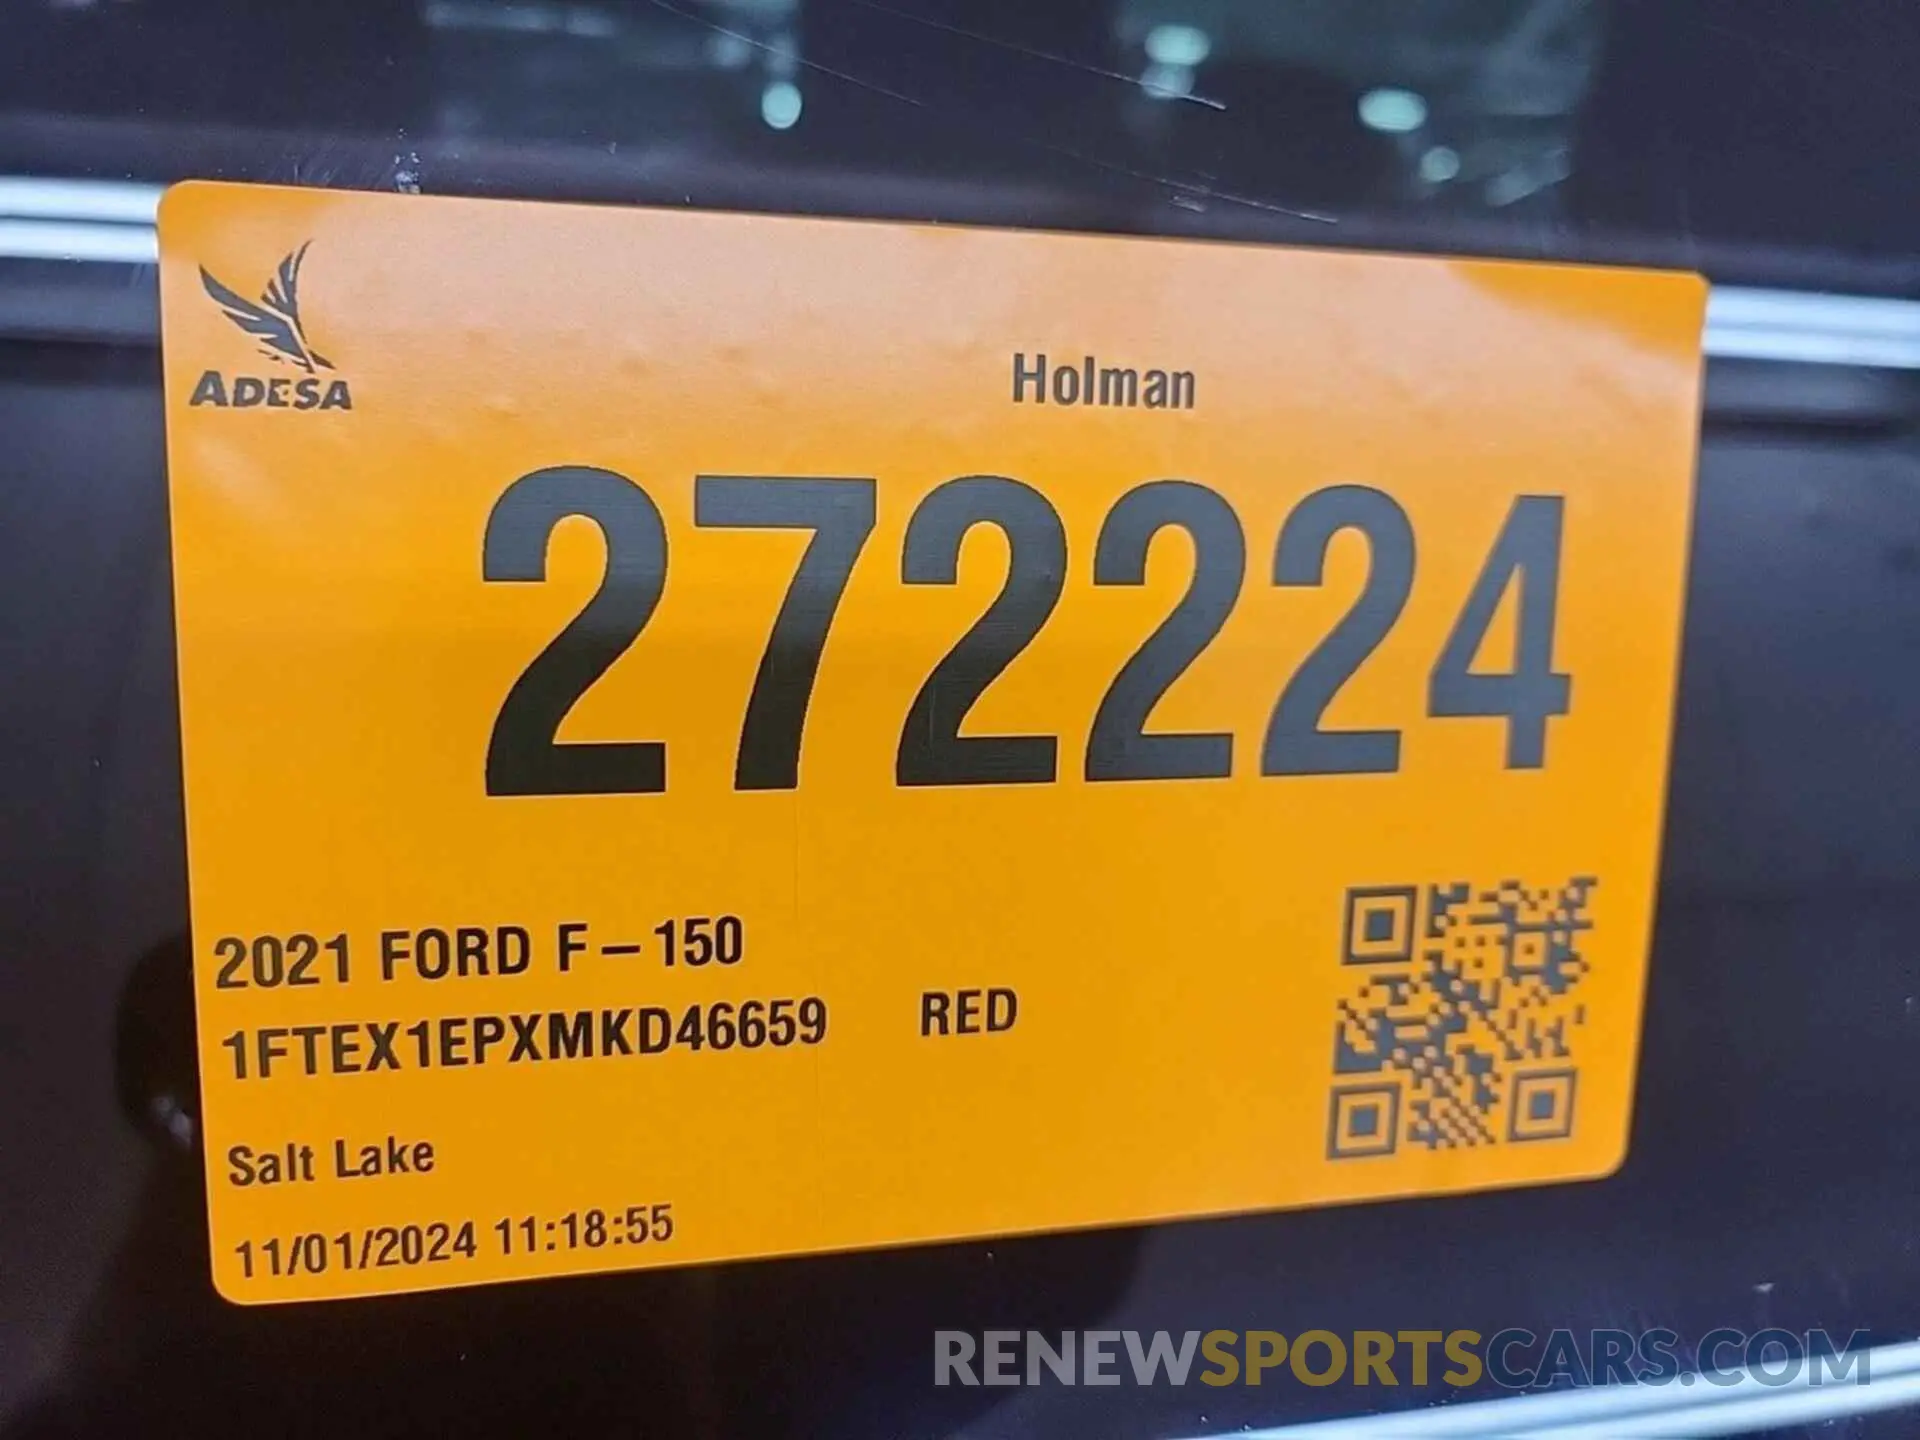 ADESA
Holman
272224
2021 FORD F-150
1FTEX1EPXMKD46659 RED
Salt Lake
11/01/2024 11:18:55
RENEWSPORTSCARS.COM